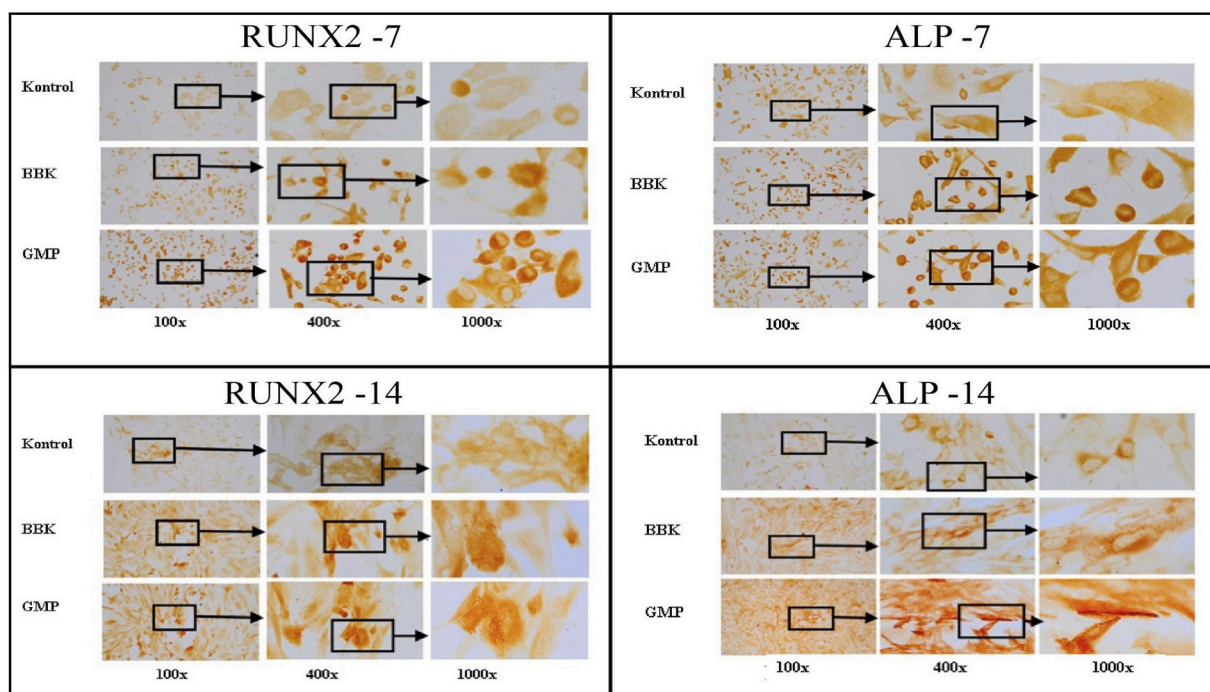 RUNX2 -7
Kontrol
BBK
GMP
100x 400x 1000x
ALP -7
Kontrol
BBK
GMP
100x 400x 1000x
RUNX2 -14
Kontrol
BBK
GMP
100x 400x 1000x
ALP -14
Kontrol
BBK
GMP
100x 400x 1000x